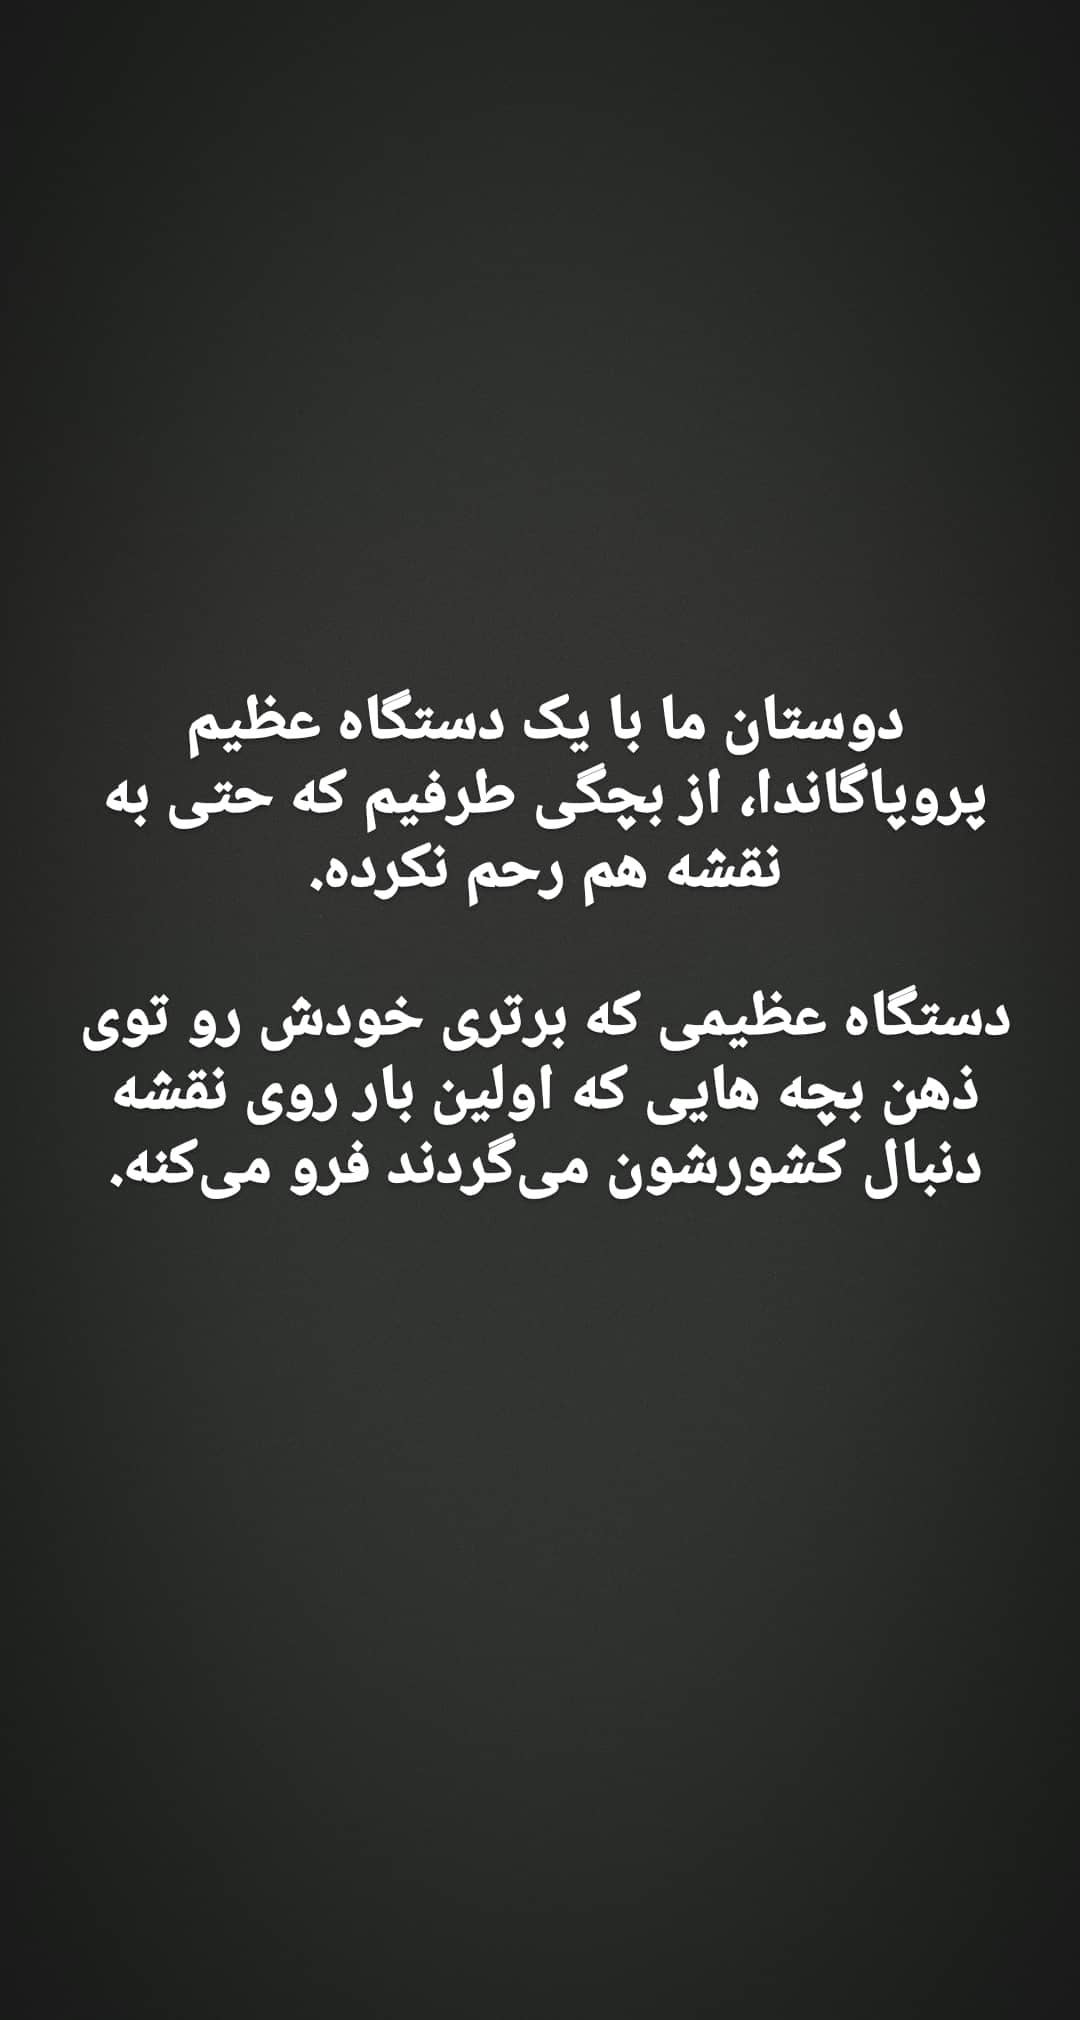 دوستان ما با یک دستگاه عظیم
پروپاگاندا، از بچگی طرفیم که حتی به
نقشه هم رحم نکرده.
دستگاه عظیمی که برتری خودش رو توی
ذهن بچه هایی که اولین بار روی نقشه
دنبال کشورشون می‌گردند فرو می‌کنه.